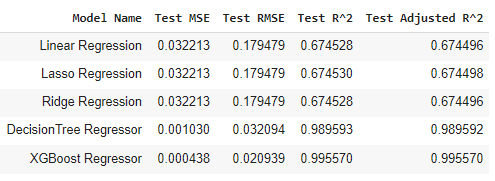 Model Name Test MSE Test RMSE Test R^2 Test Adjusted R^2
Linear Regression 0.032213 0.179479 0.674528 0.674496
Lasso Regression 0.032213 0.179479 0.674530 0.674498
Ridge Regression 0.032213 0.179479 0.674528 0.674496
DecisionTree Regressor 0.001030 0.032094 0.989593 0.989592
XGBoost Regressor 0.000438 0.020939 0.995570 0.995570